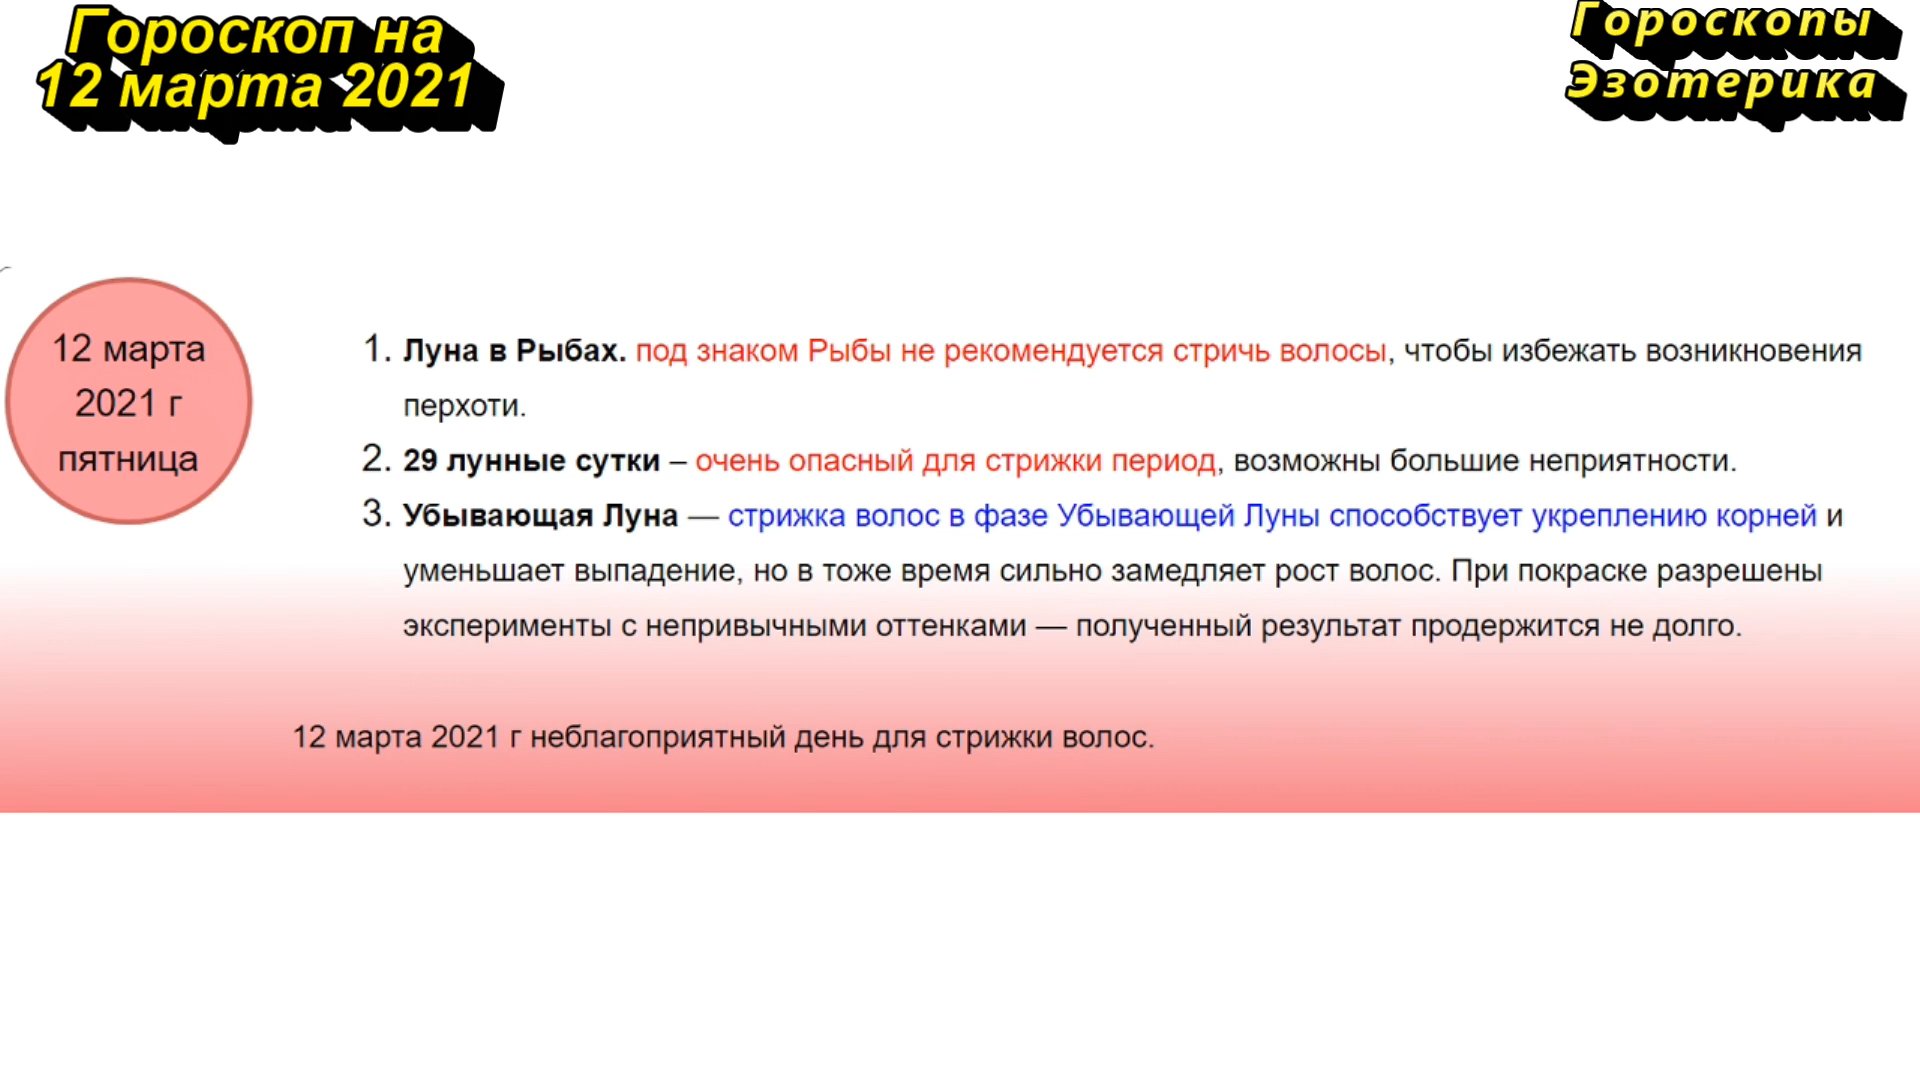 Гороскоп на
12 марта 2021
Гороскопы
Эзотерика
12 марта
2021 г
пятница
1. Луна в Рыбах. под знаком Рыбы не рекомендуется стричь волосы, чтобы избежать возникновения
перхоти.
2. 29 лунные сутки – очень опасный для стрижки период, возможны большие неприятности.
3. Убывающая Луна — стрижка волос в фазе Убывающей Луны способствует укреплению корней и
уменьшает выпадение, но в тоже время сильно замедляет рост волос. При покраске разрешены
эксперименты с непривычными оттенками — полученный результат продержится не долго.
12 марта 2021 г неблагоприятный день для стрижки волос.